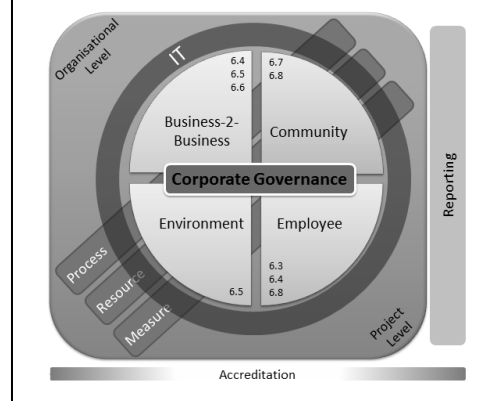 Organisational
Level
IT
6.4
6.5
6.6
6.7
6.8
Business-2-
Business
Community
Corporate Governance
Environment
Employee
6.5
6.3
6.4
6.8
Process
Resource
Measure
Project
Level
Reporting
Accreditation